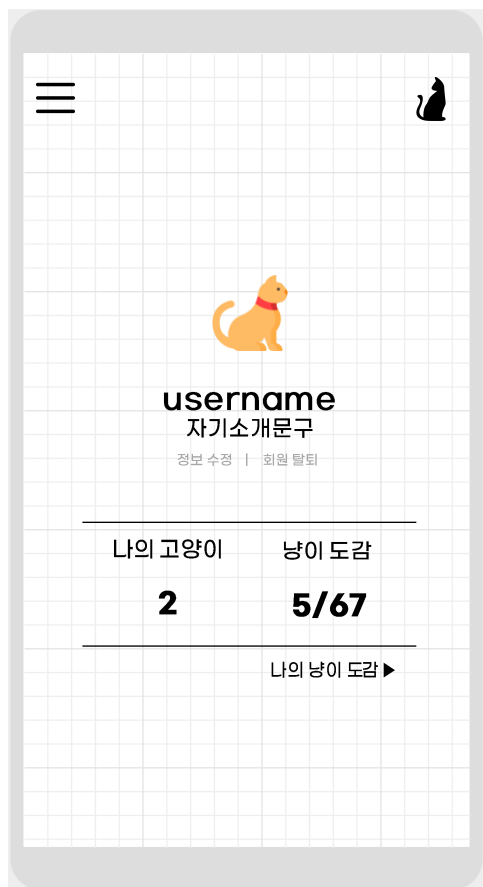 username
자기소개문구
정보 수정 | 회원 탈퇴
나의 고양이 냥이 도감
2 5/67
나의 냥이 도감 ▶